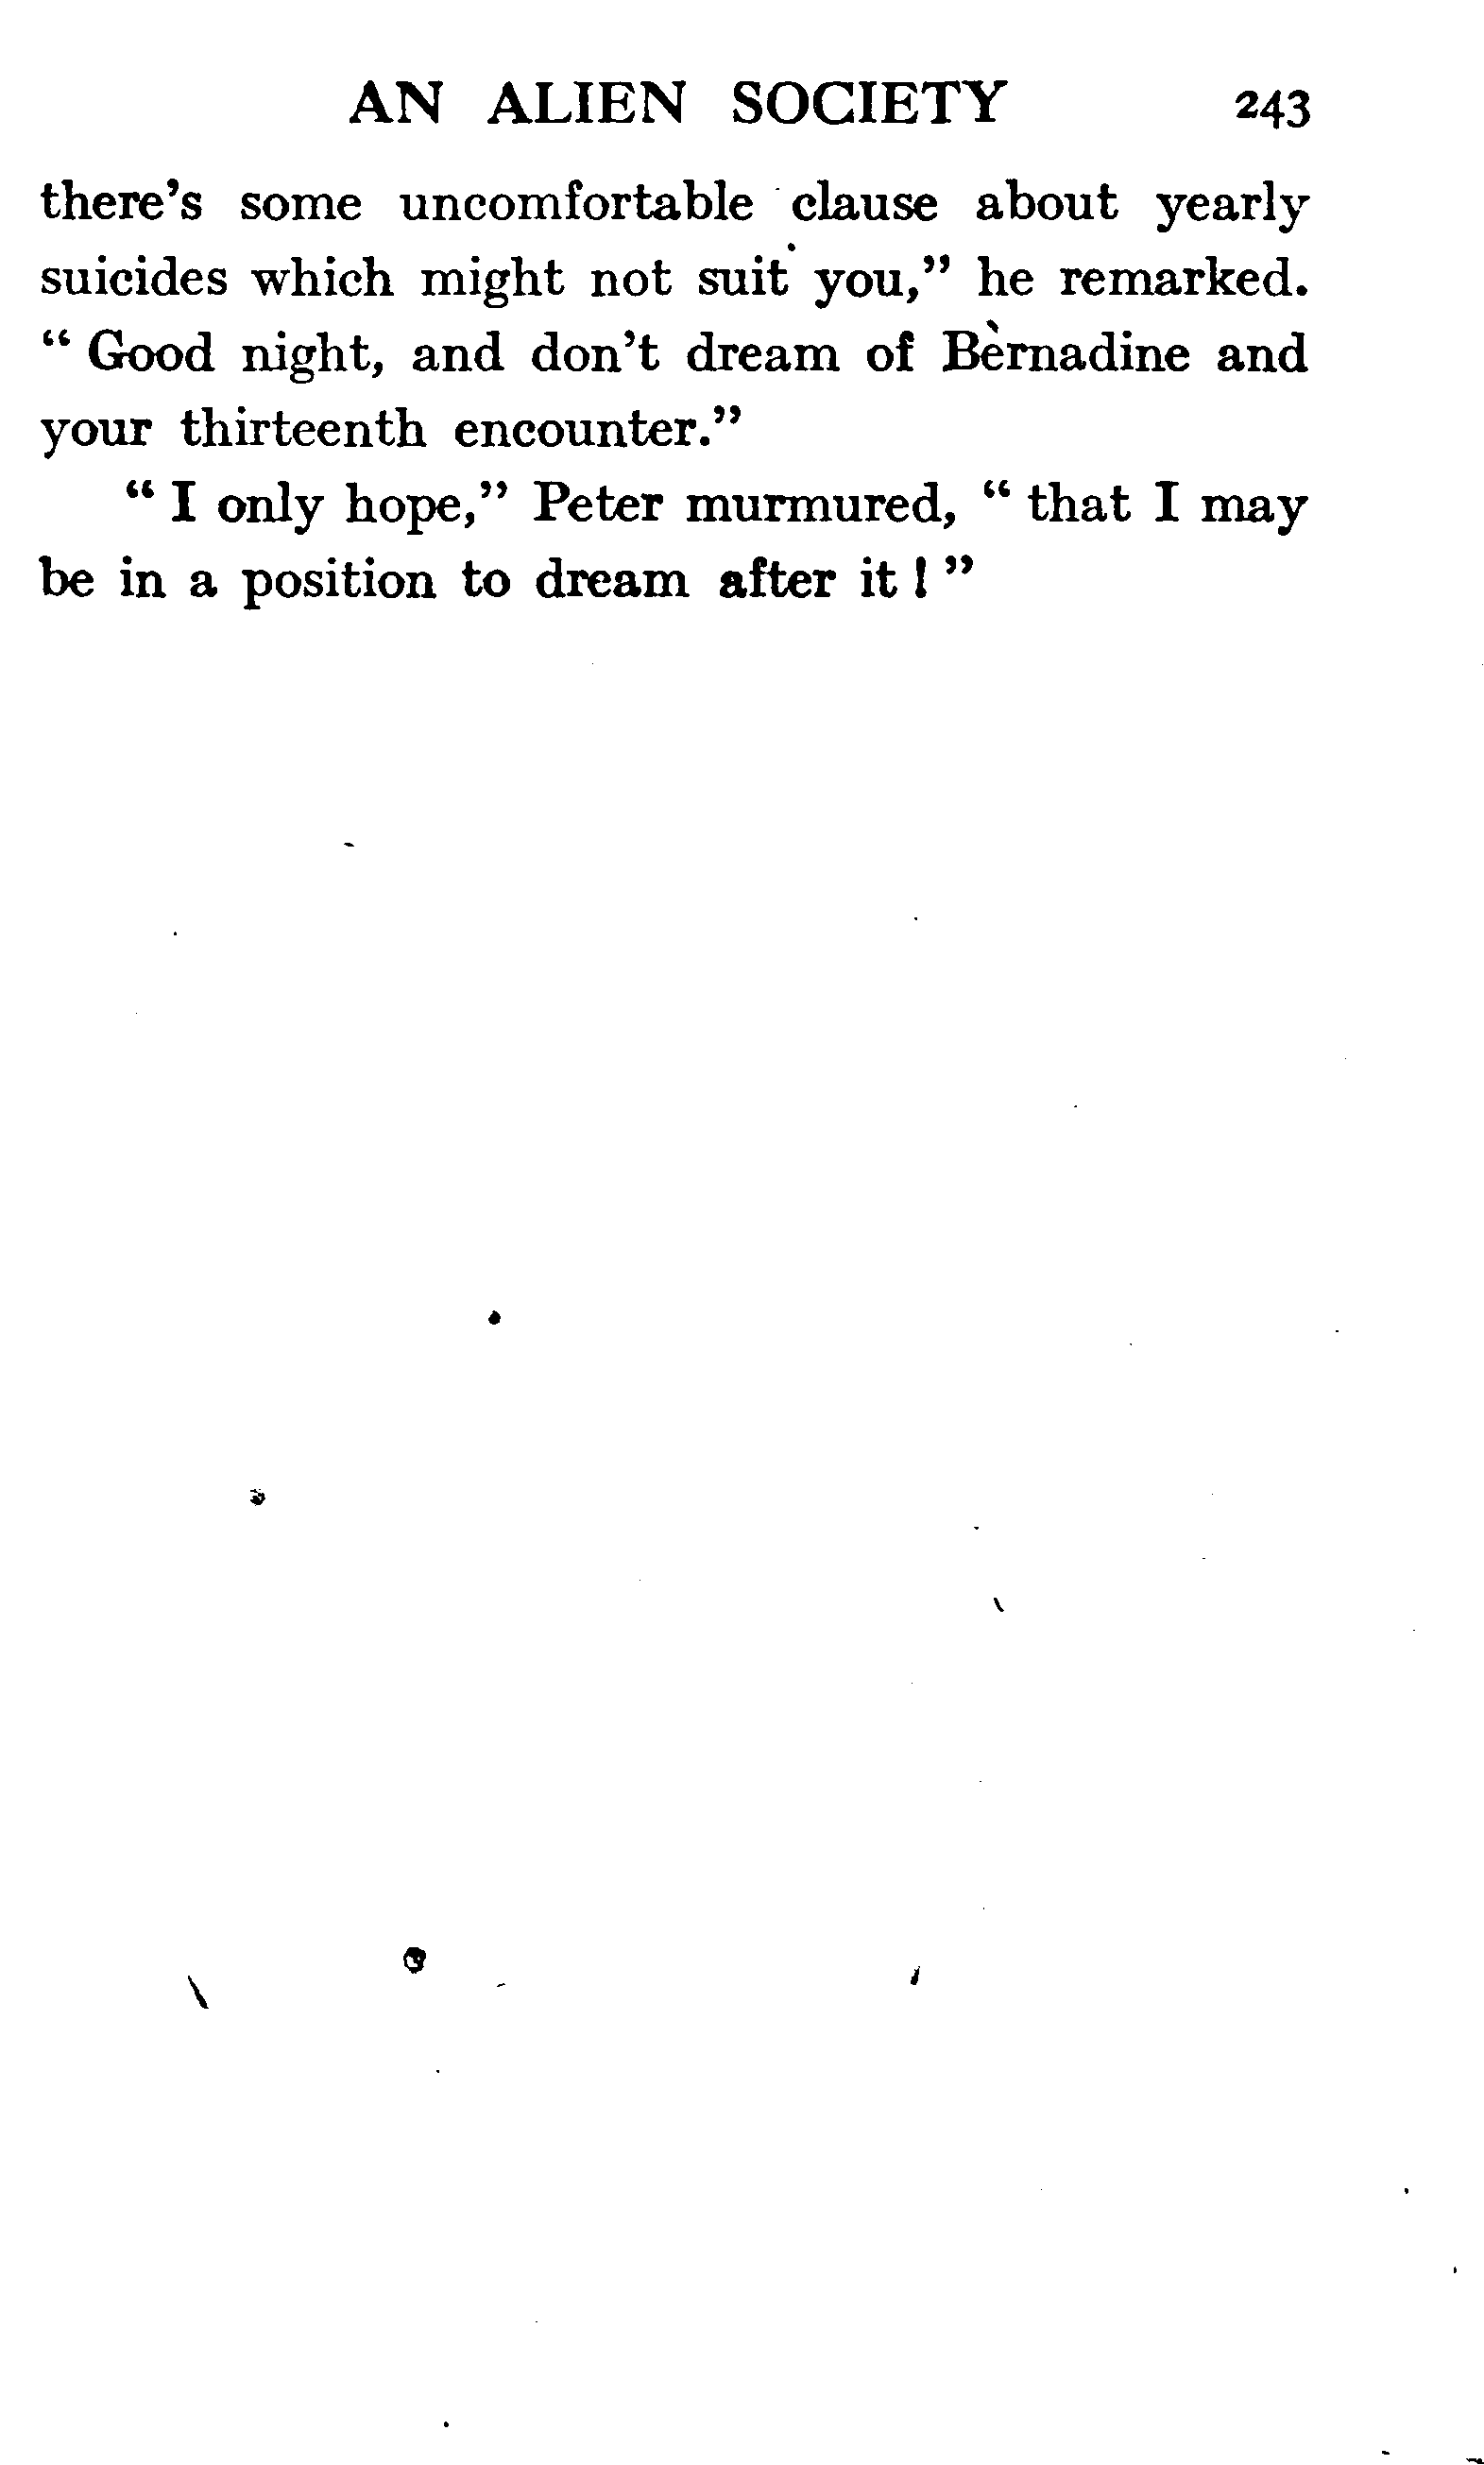 AN ALIEN SOCIETY 243
there's some uncomfortable clause about yearly
suicides which might not suit you," he remarked.
" Good night, and don't dream of Bernadine and
your thirteenth encounter."
" I only hope," Peter murmured, " that I may
be in a position to dream after it ! "